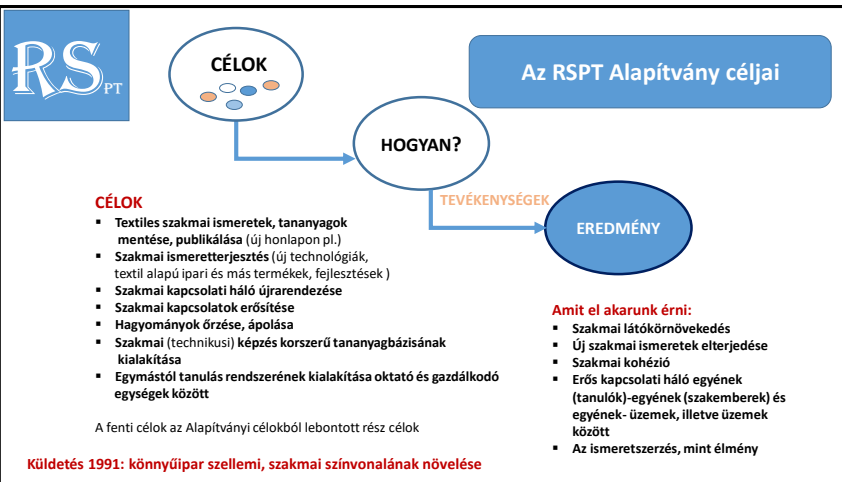 RS PT
CÉLOK
Az RSPT Alapítvány céljai
HOGYAN?
TEVÉKENYSÉGEK
EREDMÉNY
CÉLOK
▪ Textiles szakmai ismeretek, tananyagok
mentése, publikálása (új honlapon pl.)
▪ Szakmai ismeretterjesztés (új technológiák,
textil alapú ipari és más termékek, fejlesztések )
▪ Szakmai kapcsolati háló újrarendezése
▪ Szakmai kapcsolatok erősítése
▪ Hagyományok őrzése, ápolása
▪ Szakmai (technikusi) képzés korszerű tananyagbázisának
kialakítása
▪ Egymástól tanulás rendszerének kialakítása oktató és gazdálkodó
egységek között
A fenti célok az Alapítványi célokból lebontott rész célok
Küldetés 1991: könnyűipar szellemi, szakmai színvonalának növelése
Amit el akarunk érni:
▪ Szakmai látókörnövekedés
▪ Új szakmai ismeretek elterjedése
▪ Szakmai kohézió
▪ Erős kapcsolati háló egyének
(tanulók)-egyének (szakemberek) és
egyének- üzemek, illetve üzemek
között
▪ Az ismeretszerzés, mint élmény